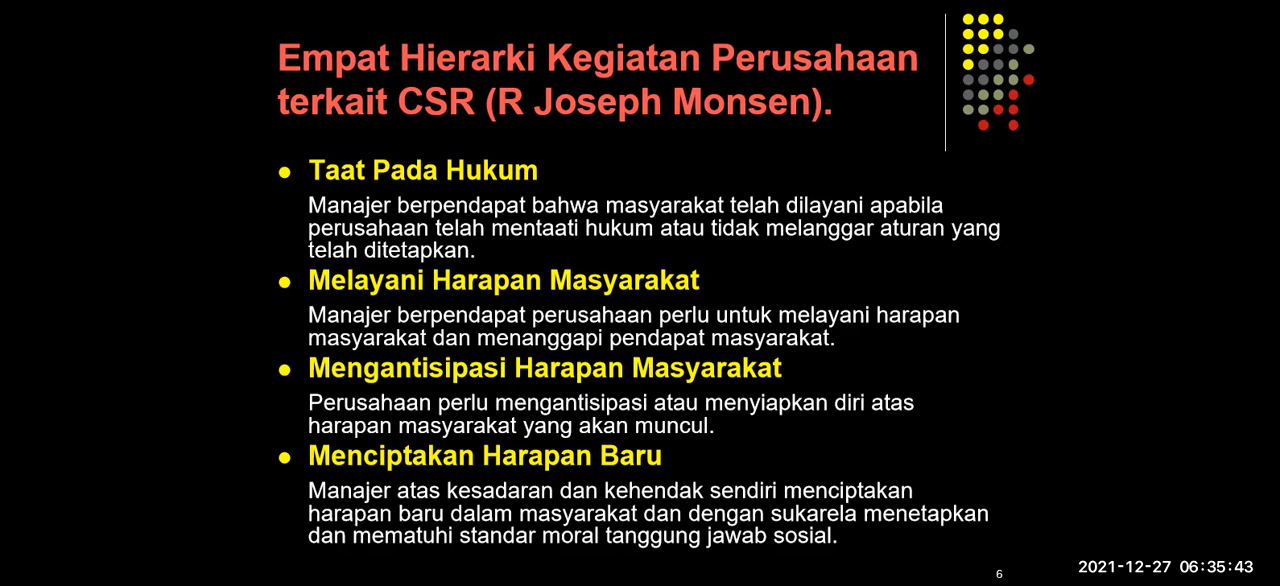 Empat Hierarki Kegiatan Perusahaan
terkait CSR (R Joseph Monsen).
Taat Pada Hukum
Manajer berpendapat bahwa masyarakat telah dilayani apabila
perusahaan telah mentaati hukum atau tidak melanggar aturan yang
telah ditetapkan.
Melayani Harapan Masyarakat
Manajer berpendapat perusahaan perlu untuk melayani harapan
masyarakat dan menanggapi pendapat masyarakat.
Mengantisipasi Harapan Masyarakat
Perusahaan perlu mengantisipasi atau menyiapkan diri atas
harapan masyarakat yang akan muncul.
Menciptakan Harapan Baru
Manajer atas kesadaran dan kehendak sendiri menciptakan
harapan baru dalam masyarakat dan dengan sukarela menetapkan
dan mematuhi standar moral tanggung jawab sosial.
6
2021-12-27 06:35:43